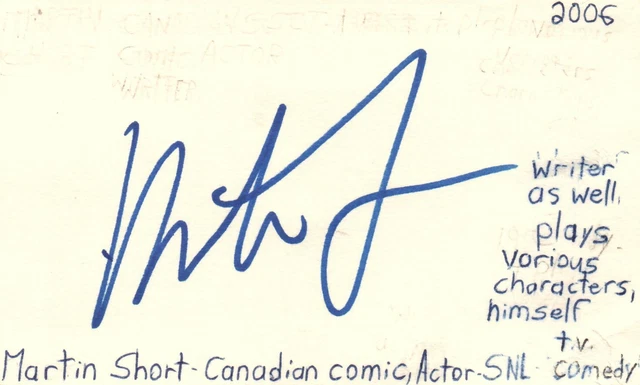 2006
Writer
as well,
plays
various
characters,
himself
t.v.
Martin Short-Canadian comic, Actor-SNL comedy